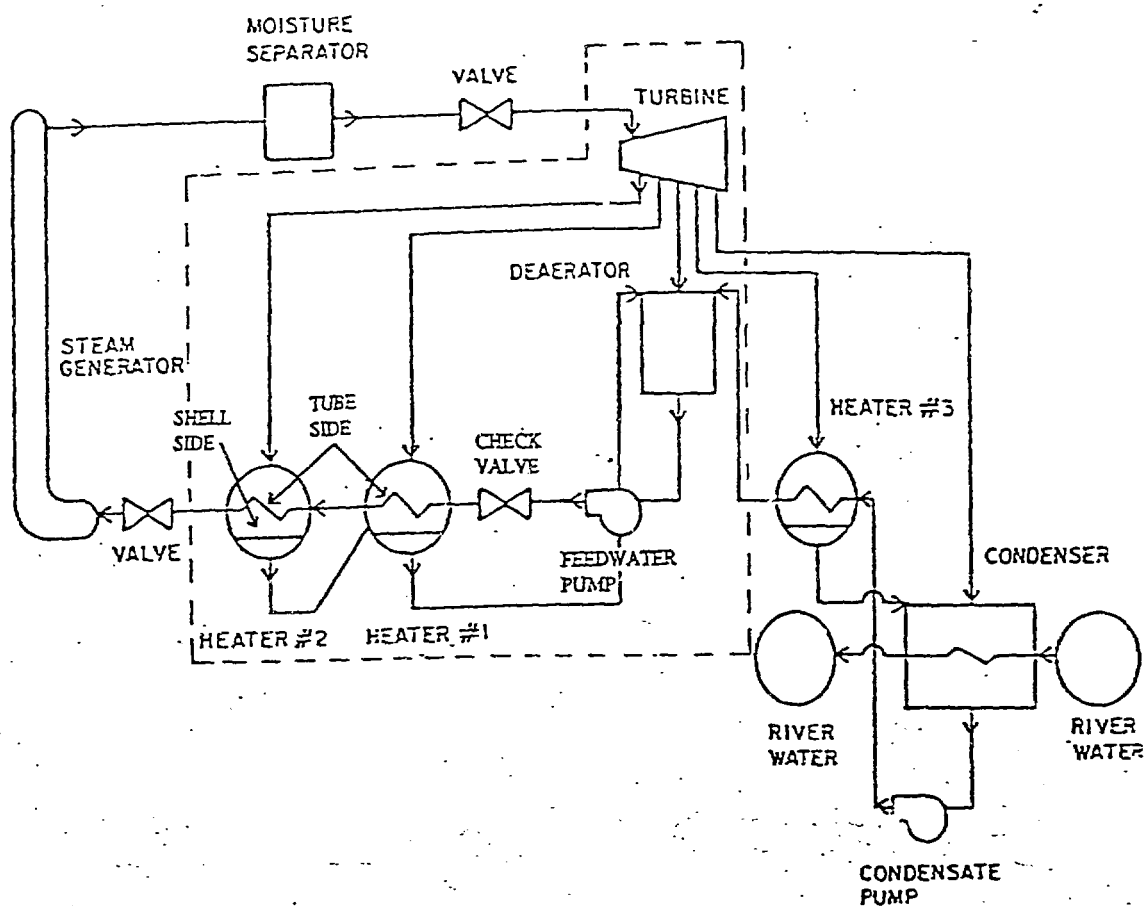 MOISTURE
SEPARATOR
VALVE
TURBINE
DEAERATOR
STEAM
GENERATOR
SHELL
SIDE
TUBE
SIDE
CHECK
VALVE
HEATER #3
VALVE
FEEDWATER
PUMP
CONDENSER
HEATER #2
HEATER #1
RIVER
WATER
RIVER
WATER
CONDENSATE
PUMP